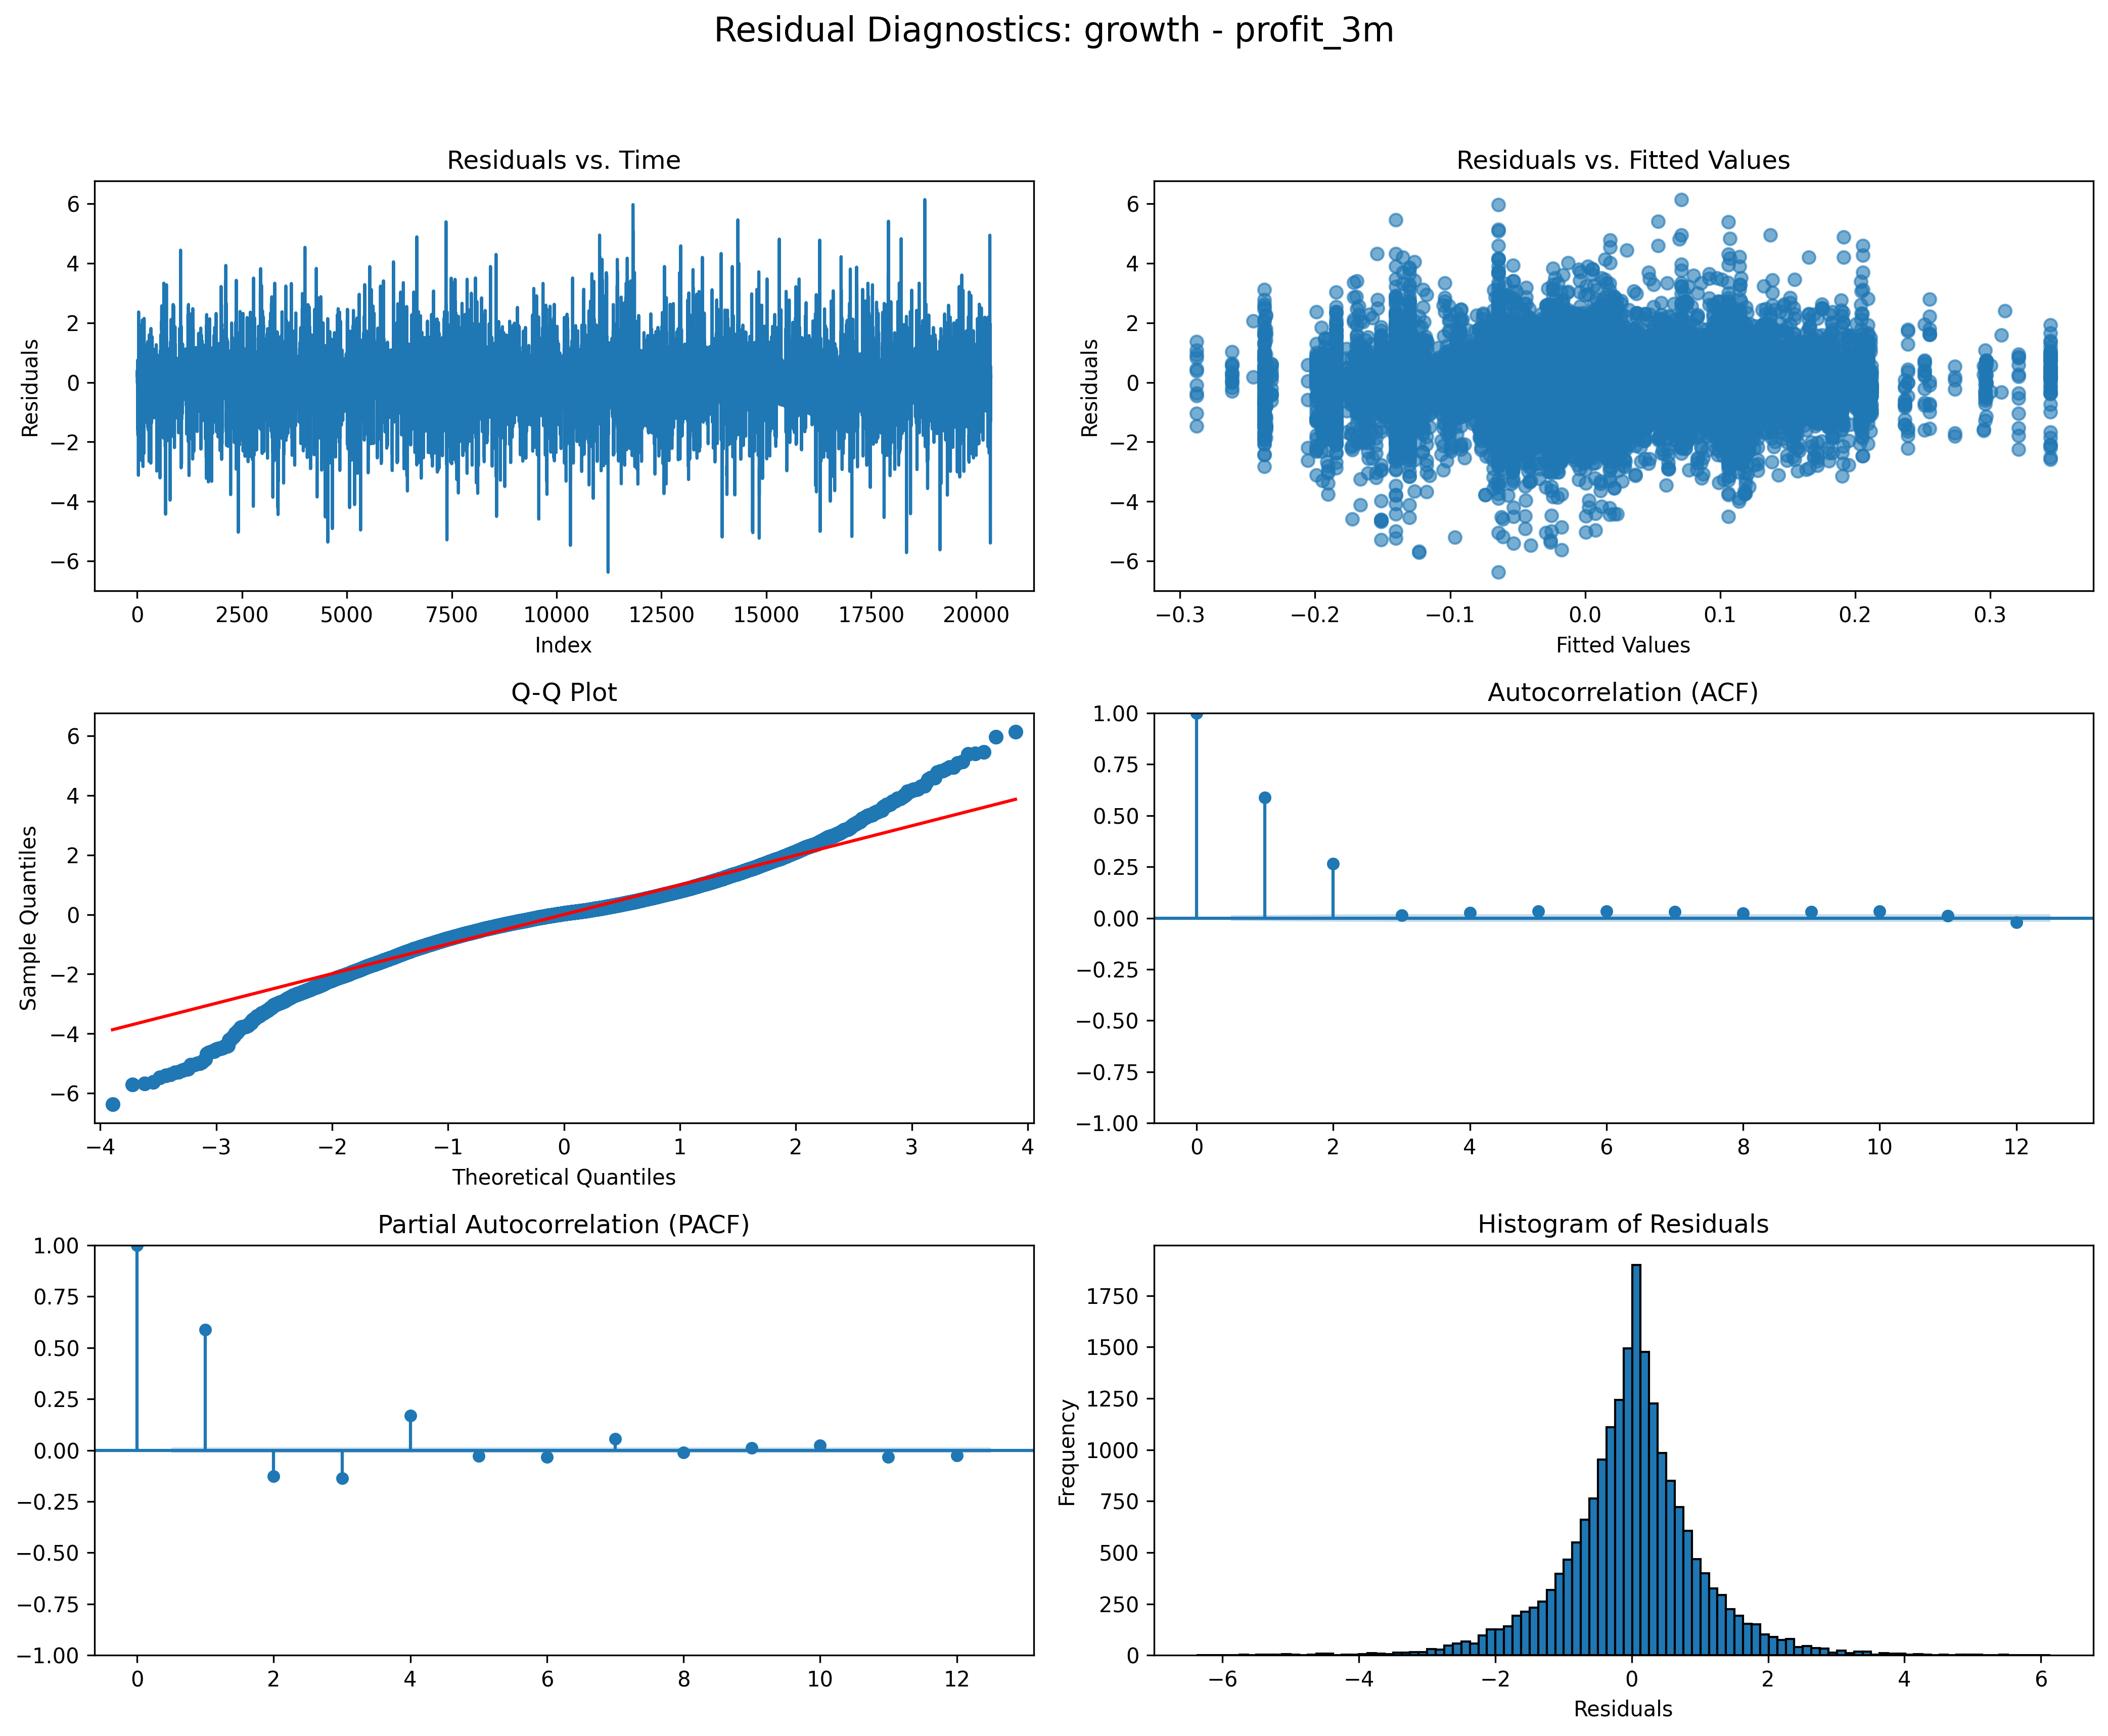 Residual Diagnostics: growth - profit_3m
Residuals vs. Time
6
4
2
0
−2
−4
−6
Residuals
0 2500 5000 7500 10000 12500 15000 17500 20000
Index
Residuals vs. Fitted Values
6
4
2
0
−2
−4
−6
Residuals
−0.3 −0.2 −0.1 0.0 0.1 0.2 0.3
Fitted Values
Q-Q Plot
6
4
2
0
−2
−4
−6
Sample Quantiles
−4 −3 −2 −1 0 1 2 3 4
Theoretical Quantiles
Autocorrelation (ACF)
1.00
0.75
0.50
0.25
0.00
−0.25
−0.50
−0.75
−1.00
0 2 4 6 8 10 12
Partial Autocorrelation (PACF)
1.00
0.75
0.50
0.25
0.00
−0.25
−0.50
−0.75
−1.00
0 2 4 6 8 10 12
Histogram of Residuals
1750
1500
1250
1000
750
500
250
0
Frequency
−6 −4 −2 0 2 4 6
Residuals